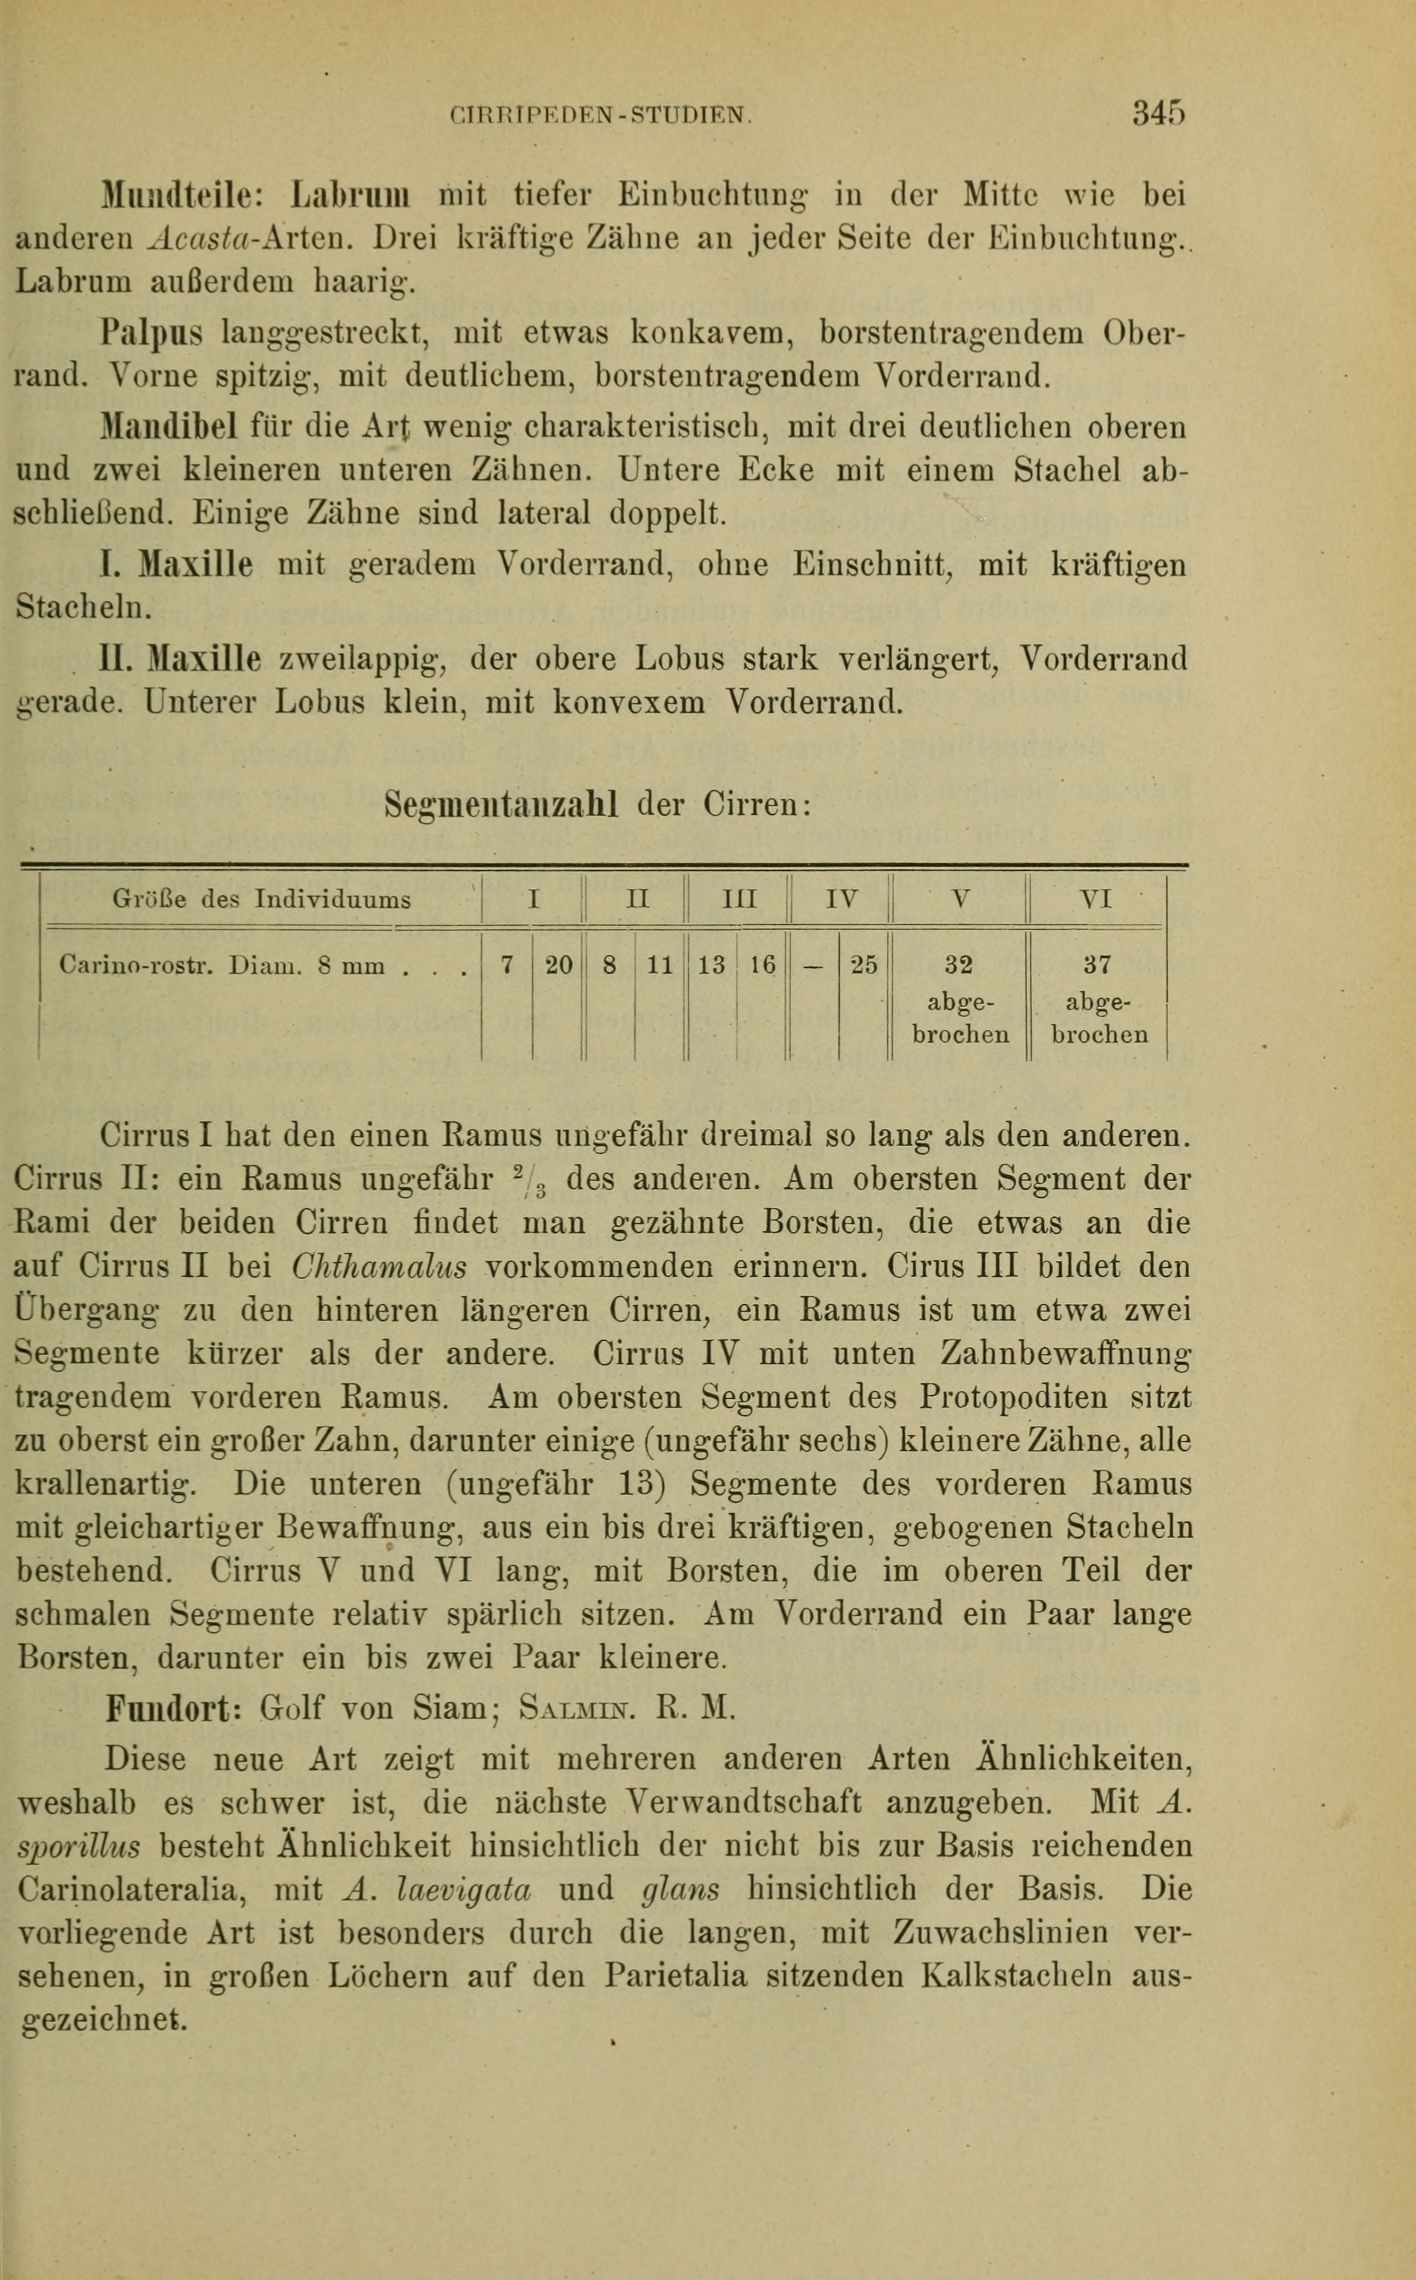 CIRRIPEDEN-STUDIEN. 345
Mundteile: Labrum mit tiefer Einbuchtung in der Mitte wie bei
anderen Acasta-Arten. Drei kräftige Zähne an jeder Seite der Einbuchtung.
Labrum außerdem haarig.
Palpus langgestreckt, mit etwas konkavem, borstentragendem Ober-
rand. Vorne spitzig, mit deutlichem, borstentragendem Vorderrand.
Mandibel für die Art wenig charakteristisch, mit drei deutlichen oberen
und zwei kleineren unteren Zähnen. Untere Ecke mit einem Stachel ab-
schließend. Einige Zähne sind lateral doppelt.
I. Maxille mit geradem Vorderrand, ohne Einschnitt, mit kräftigen
Stacheln.
II. Maxille zweilappig, der obere Lobus stark verlängert, Vorderrand
gerade. Unterer Lobus klein, mit konvexem Vorderrand.
Segmentanzahl der Cirren:
Größe des Individuums I II III IV V VI
Carino-rostr. Diam. 8 mm . . . 7 20 8 11 13 16 – 25 32 37
abge- abge-
brochen brochen
Cirrus I hat den einen Ramus ungefähr dreimal so lang als den anderen.
Cirrus II: ein Ramus ungefähr 2/3 des anderen. Am obersten Segment der
Rami der beiden Cirren findet man gezähnte Borsten, die etwas an die
auf Cirrus II bei Chthamalus vorkommenden erinnern. Cirus III bildet den
Übergang zu den hinteren längeren Cirren, ein Ramus ist um etwa zwei
Segmente kürzer als der andere. Cirrus IV mit unten Zahnbewaffnung
tragendem vorderen Ramus. Am obersten Segment des Protopoditen sitzt
zu oberst ein großer Zahn, darunter einige (ungefähr sechs) kleinere Zähne, alle
krallenartig. Die unteren (ungefähr 13) Segmente des vorderen Ramus
mit gleichartiger Bewaffnung, aus ein bis drei kräftigen, gebogenen Stacheln
bestehend. Cirrus V und VI lang, mit Borsten, die im oberen Teil der
schmalen Segmente relativ spärlich sitzen. Am Vorderrand ein Paar lange
Borsten, darunter ein bis zwei Paar kleinere.
Fundort: Golf von Siam; SALMIN. R. M.
Diese neue Art zeigt mit mehreren anderen Arten Ähnlichkeiten,
weshalb es schwer ist, die nächste Verwandtschaft anzugeben. Mit A.
sporillus besteht Ähnlichkeit hinsichtlich der nicht bis zur Basis reichenden
Carinolateralia, mit A. laevigata und glans hinsichtlich der Basis. Die
vorliegende Art ist besonders durch die langen, mit Zuwachslinien ver-
sehenen, in großen Löchern auf den Parietalia sitzenden Kalkstacheln aus-
gezeichnet.